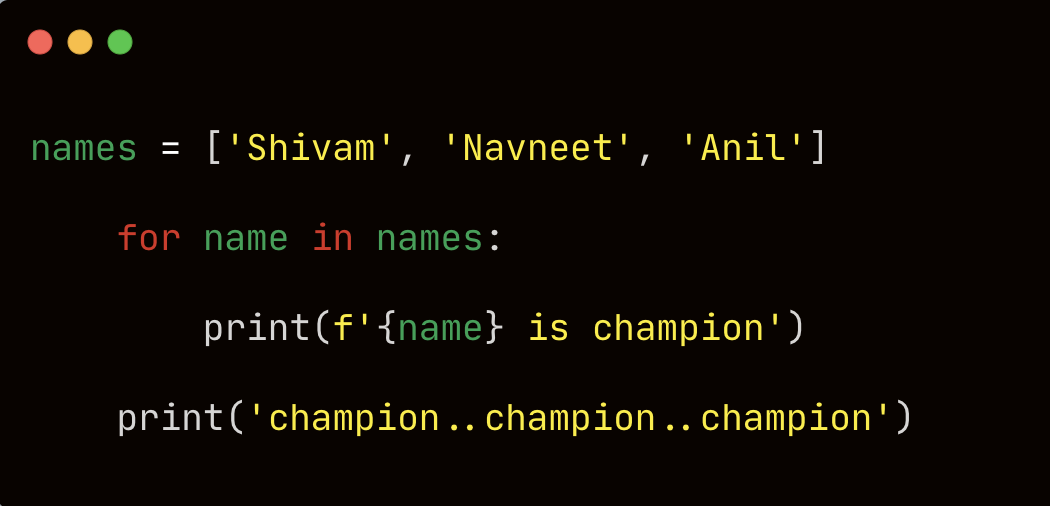 names = ['Shivam', 'Navneet', 'Anil']
    for name in names:
        print(f'{name} is champion')
    print('champion..champion..champion')